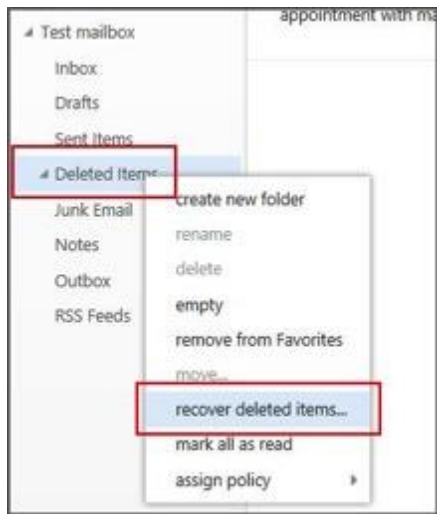 appointment with ma
Test mailbox
Inbox
Drafts
Sent Items
Deleted Items
Junk Email
Notes
Outbox
RSS Feeds
create new folder
rename
delete
empty
remove from Favorites
move...
recover deleted items...
mark all as read
assign policy